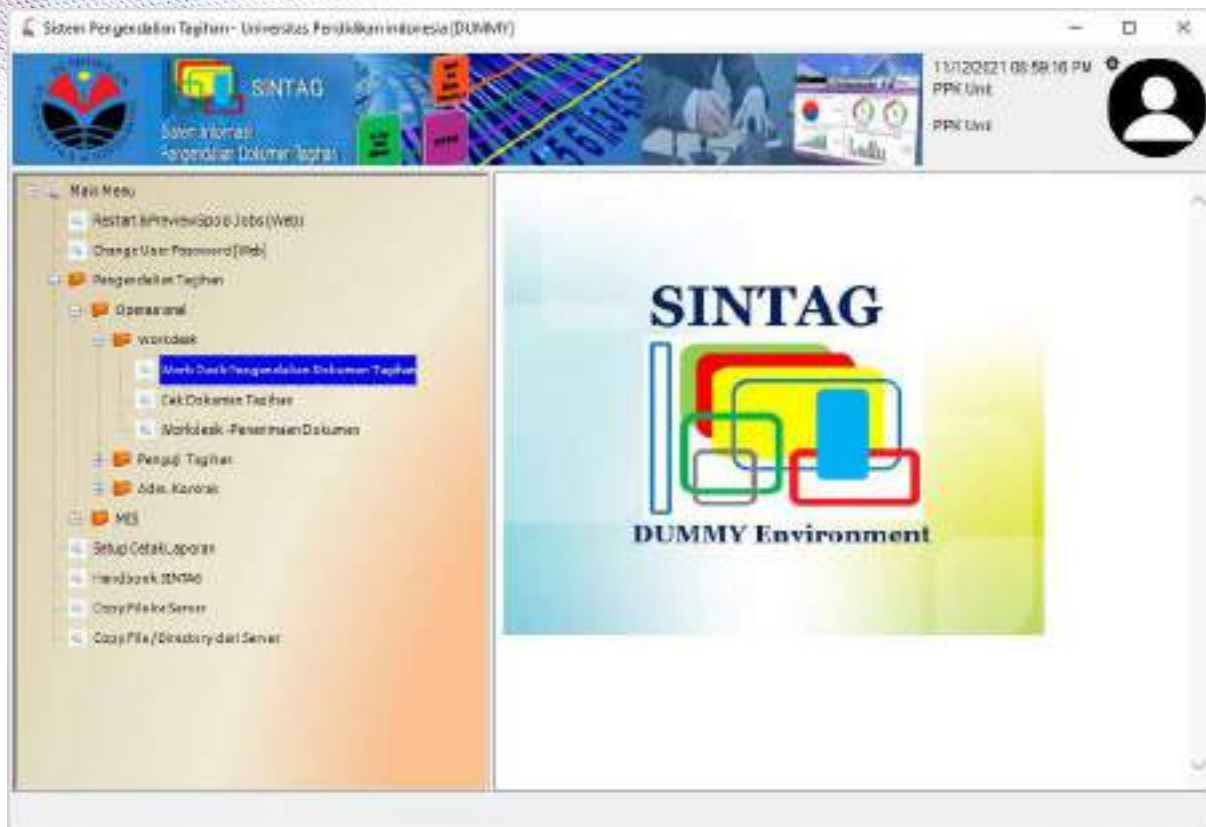 Sistem Pengendalian Tagihan - Universitas Pendidikan Indonesia (DUMMY)
SINTAG
Sistem Informasi
Pengendalian Dokumen Tagihan
11/12/2021 08:59:16 PM
PPK Unit
PPK Unit
Main Menu
Restart & Preview Spool Jobs (Web)
Change User Password (Web)
Pengendalian Tagihan
Operasional
Workdesk
Work Desk Pengendalian Dokumen Tagihan
Cek Dokumen Tagihan
Workdesk - Penerimaan Dokumen
Penguji Tagihan
Adm. Kontrak
MIS
Setup Cetak Laporan
Handbook SINTAG
Copy File ke Server
Copy File / Directory dari Server
SINTAG
DUMMY Environment